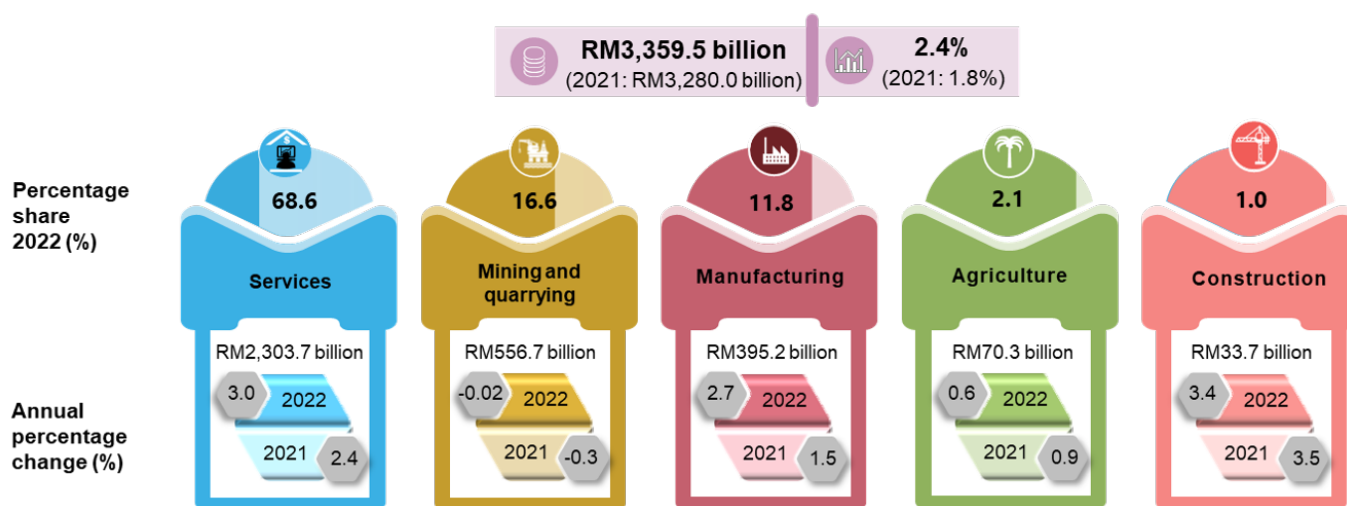 RM3,359.5 billion
(2021: RM3,280.0 billion)
2.4%
(2021: 1.8%)
Percentage
share
2022 (%)
68.6
16.6
11.8
2.1
1.0
Services
Mining and
quarrying
Manufacturing
Agriculture
Construction
RM2,303.7 billion
RM556.7 billion
RM395.2 billion
RM70.3 billion
RM33.7 billion
Annual
percentage
change (%)
3.0 2022
2021 2.4
-0.02 2022
2021 -0.3
2.7 2022
2021 1.5
0.6 2022
2021 0.9
3.4 2022
2021 3.5